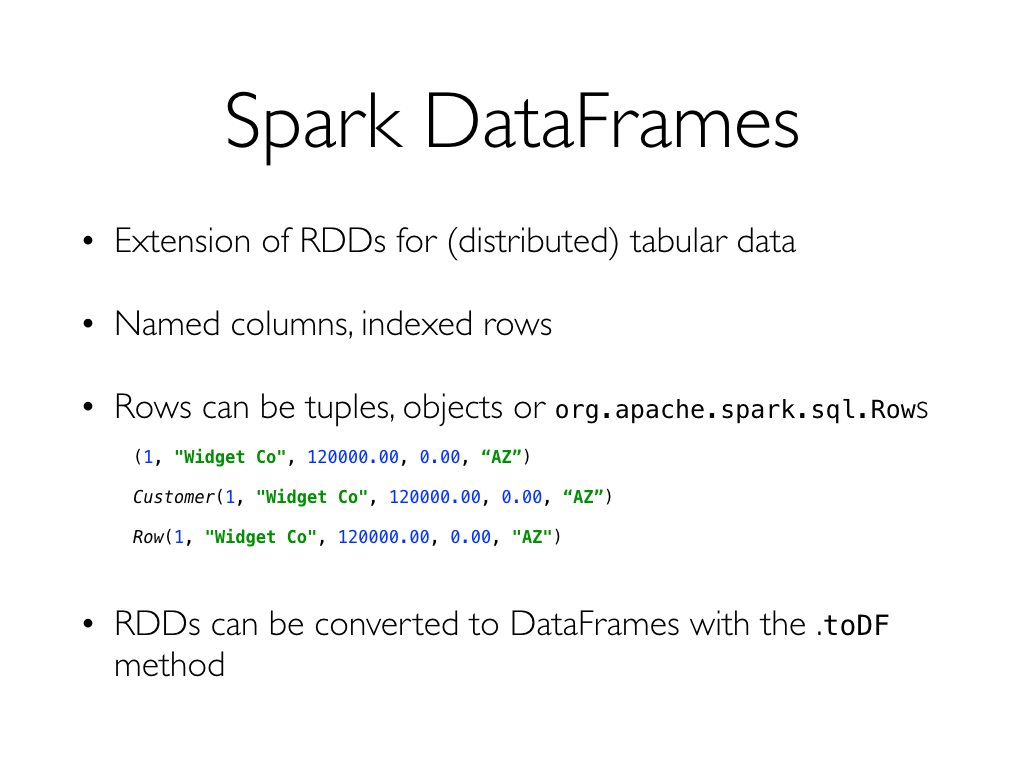 Spark DataFrames
• Extension of RDDs for (distributed) tabular data
• Named columns, indexed rows
• Rows can be tuples, objects or org.apache.spark.sql.Rows
(1, "Widget Co", 120000.00, 0.00, “AZ”)
Customer(1, "Widget Co", 120000.00, 0.00, “AZ”)
Row(1, "Widget Co", 120000.00, 0.00, "AZ")
• RDDs can be converted to DataFrames with the .toDF
method